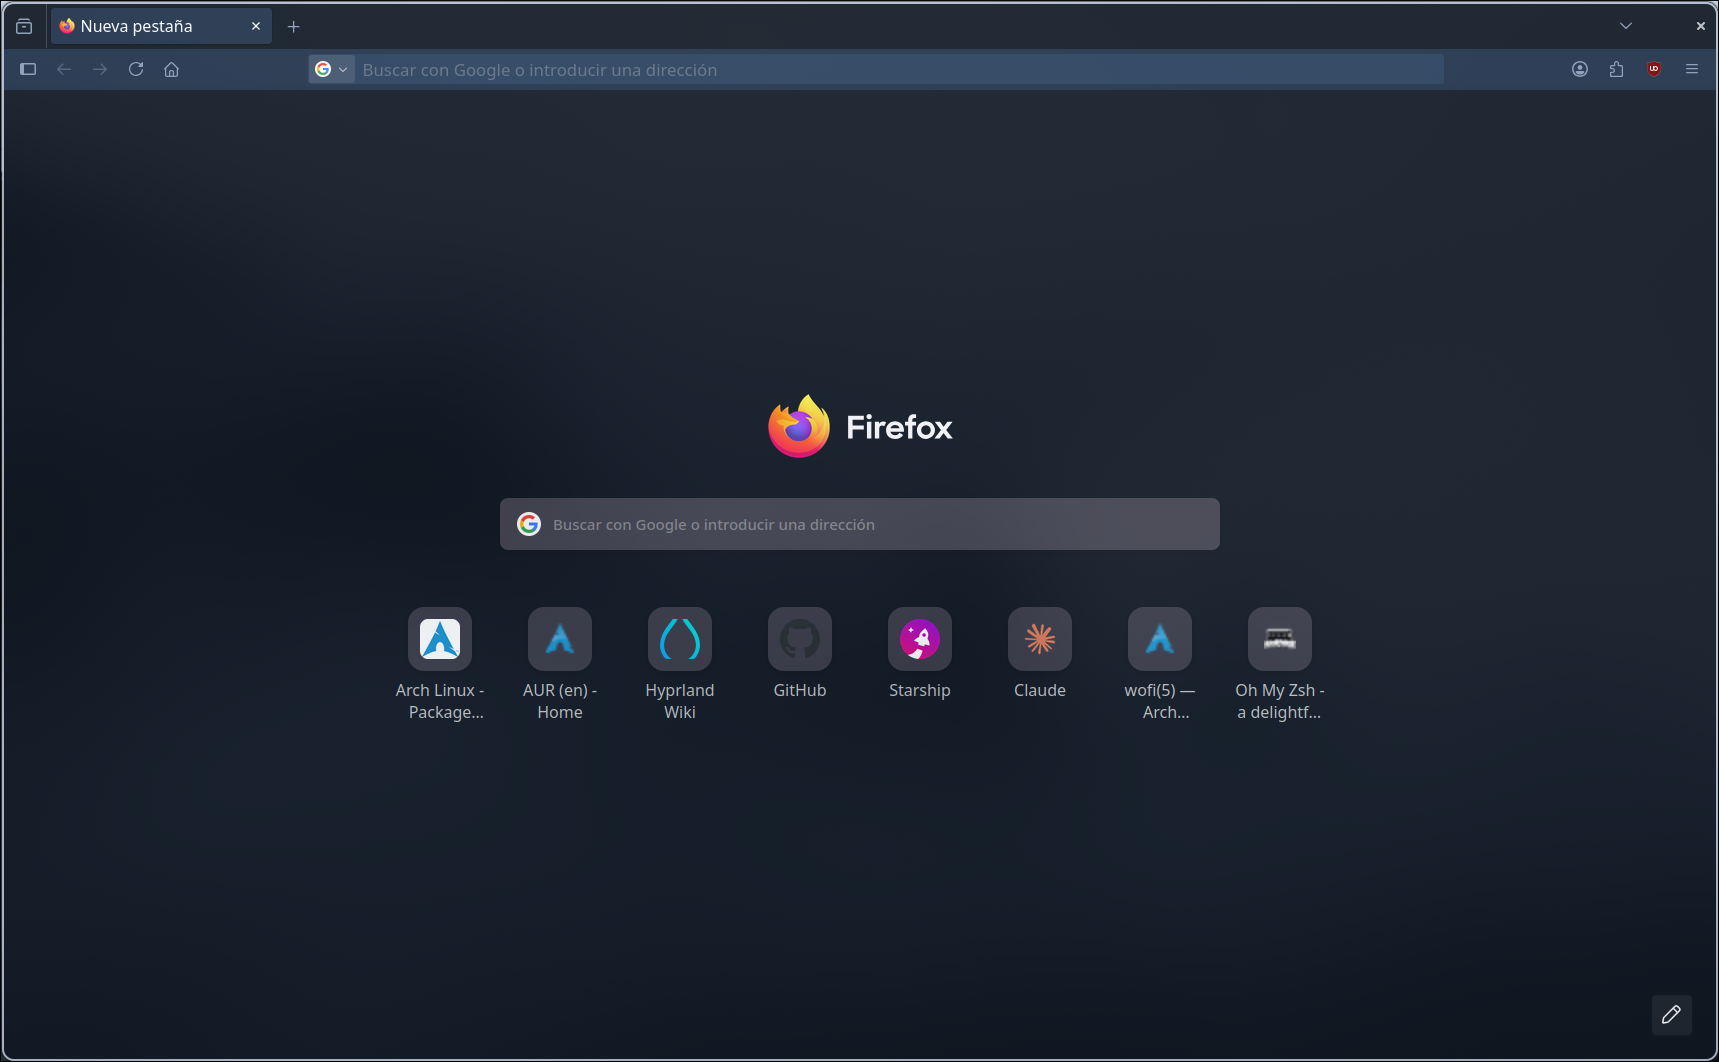 Nueva pestaña
Buscar con Google o introducir una dirección
Firefox
Buscar con Google o introducir una dirección
Arch Linux -
Package...
AUR (en) -
Home
Hyprland
Wiki
GitHub
Starship
Claude
wofi(5) —
Arch...
Oh My Zsh -
a delightf...